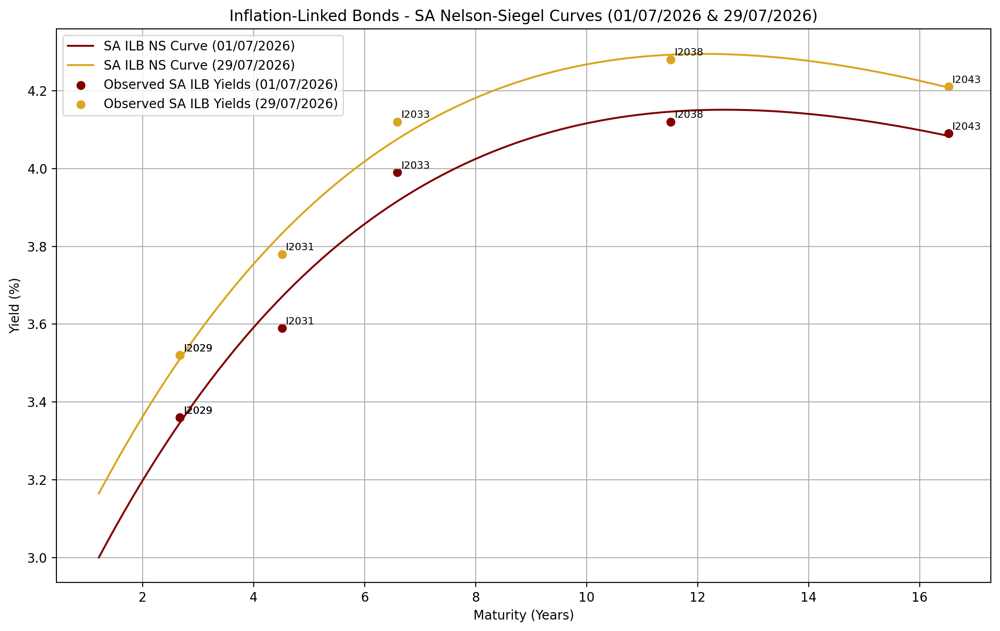 Inflation-Linked Bonds - SA Nelson-Siegel Curves (01/07/2026 & 29/07/2026)
SA ILB NS Curve (01/07/2026)
SA ILB NS Curve (29/07/2026)
Observed SA ILB Yields (01/07/2026)
Observed SA ILB Yields (29/07/2026)
I2038
I2043
I2033
I2038
I2043
I2033
I2031
I2031
I2029
I2029
4.2
4.0
3.8
3.6
3.4
3.2
3.0
Yield (%)
2 4 6 8 10 12 14 16
Maturity (Years)